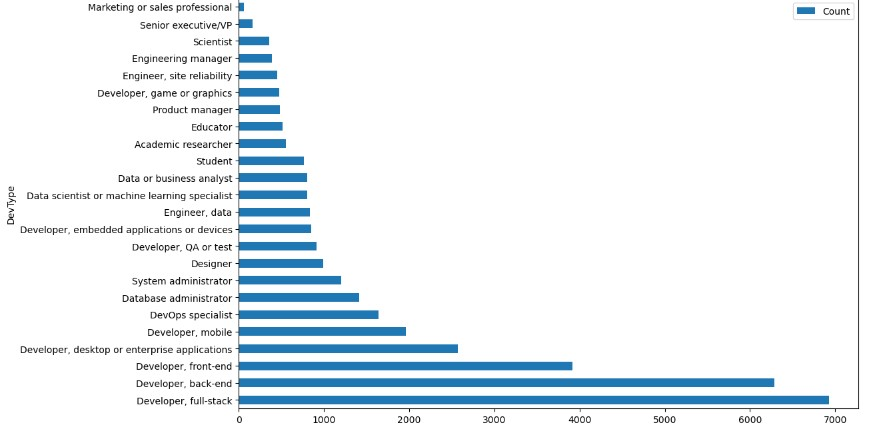 Marketing or sales professional
Count
Senior executive/VP
Scientist
Engineering manager
Engineer, site reliability
Developer, game or graphics
Product manager
Educator
Academic researcher
Student
Data or business analyst
DevType
Data scientist or machine learning specialist
Engineer, data
Developer, embedded applications or devices
Developer, QA or test
Designer
System administrator
Database administrator
DevOps specialist
Developer, mobile
Developer, desktop or enterprise applications
Developer, front-end
Developer, back-end
Developer, full-stack
0 1000 2000 3000 4000 5000 6000 7000